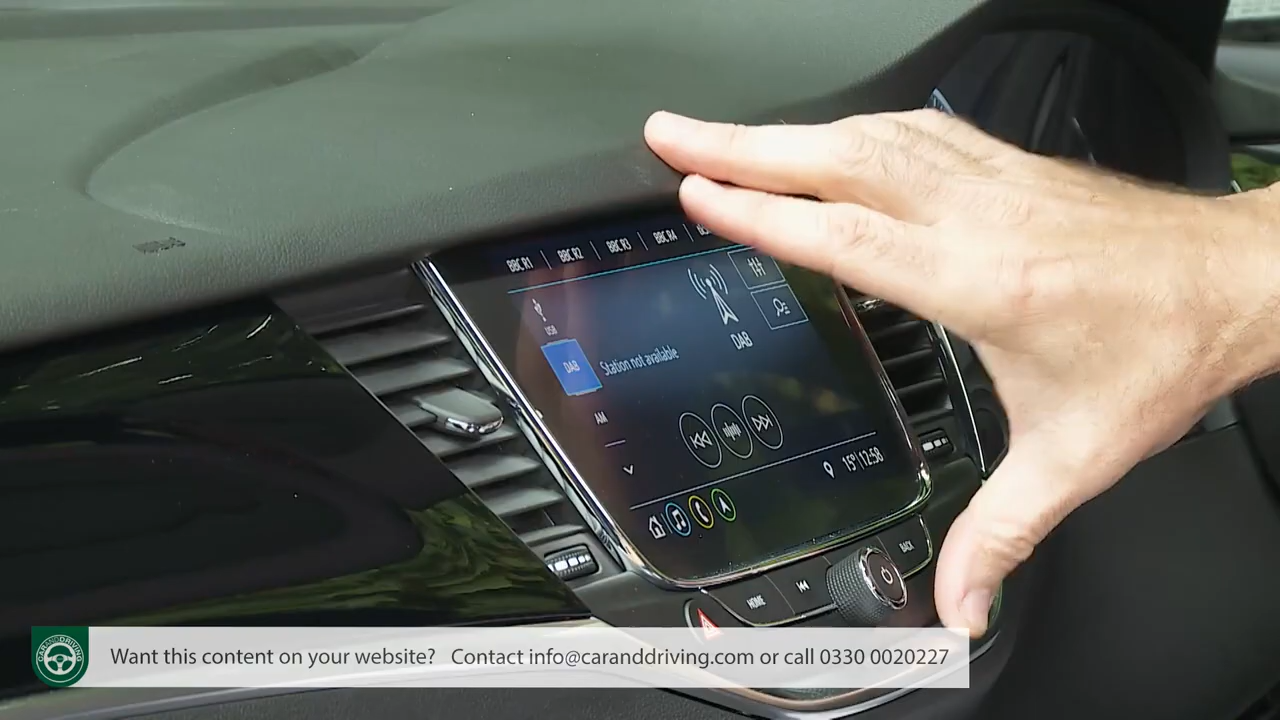 BBC R1 BBC R2 BBC R3 BBC R4
USB
DAB
Station not available
DAB
AM
15° 12:58
HOME
BACK
CARANDDRIVING
Want this content on your website? Contact info@caranddriving.com or call 0330 0020227